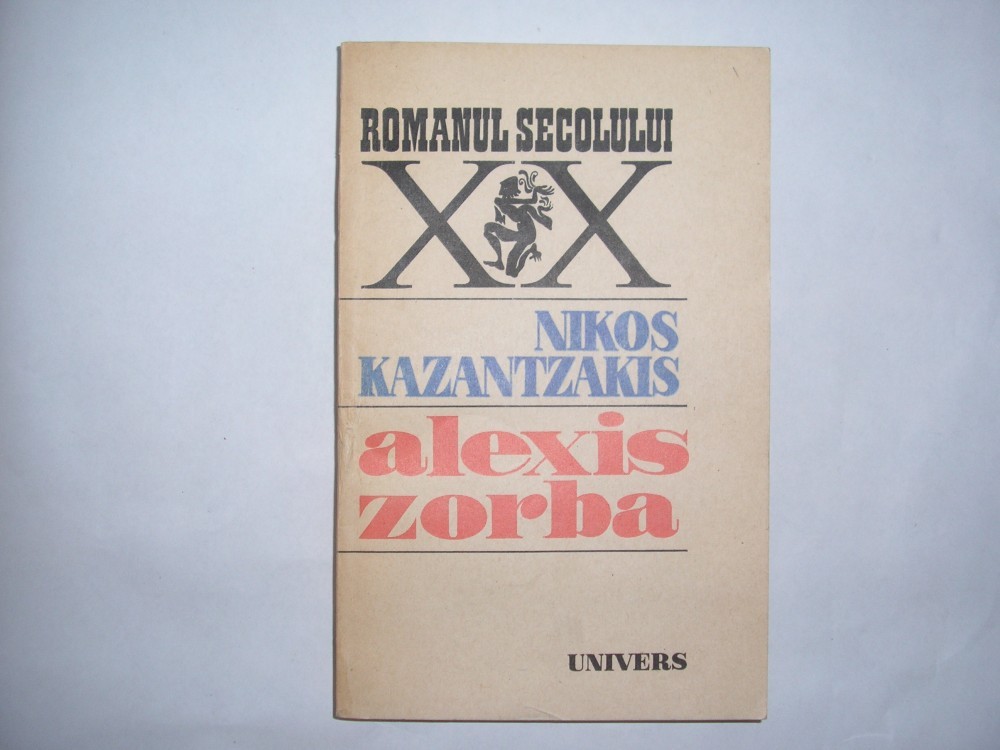 ROMANUL SECOLULUI
XX
NIKOS
KAZANTZAKIS
alexis
zorba
UNIVERS